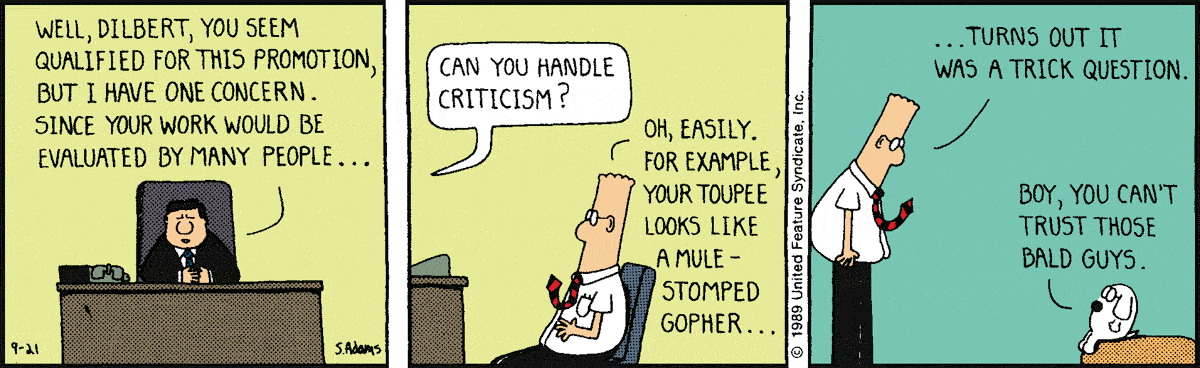 WELL, DILBERT, YOU SEEM
QUALIFIED FOR THIS PROMOTION,
BUT I HAVE ONE CONCERN.
SINCE YOUR WORK WOULD BE
EVALUATED BY MANY PEOPLE...
9-21
S.Adams
CAN YOU HANDLE
CRITICISM?
OH, EASILY.
FOR EXAMPLE,
YOUR TOUPEE
LOOKS LIKE
A MULE-
STOMPED
GOPHER...
© 1989 United Feature Syndicate, Inc.
...TURNS OUT IT
WAS A TRICK QUESTION.
BOY, YOU CAN'T
TRUST THOSE
BALD GUYS.